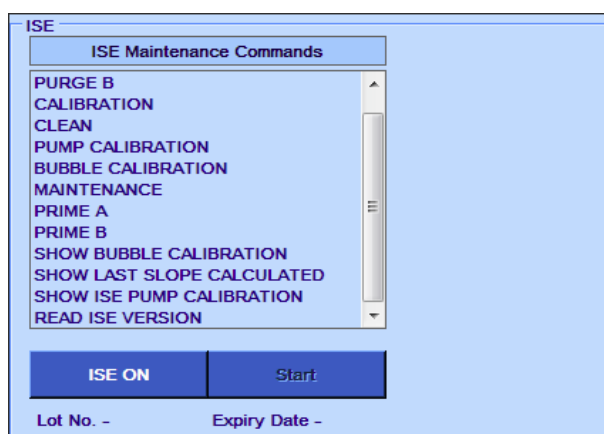 ISE
ISE Maintenance Commands
PURGE B
CALIBRATION
CLEAN
PUMP CALIBRATION
BUBBLE CALIBRATION
MAINTENANCE
PRIME A
PRIME B
SHOW BUBBLE CALIBRATION
SHOW LAST SLOPE CALCULATED
SHOW ISE PUMP CALIBRATION
READ ISE VERSION
ISE ON Start
Lot No. - Expiry Date -